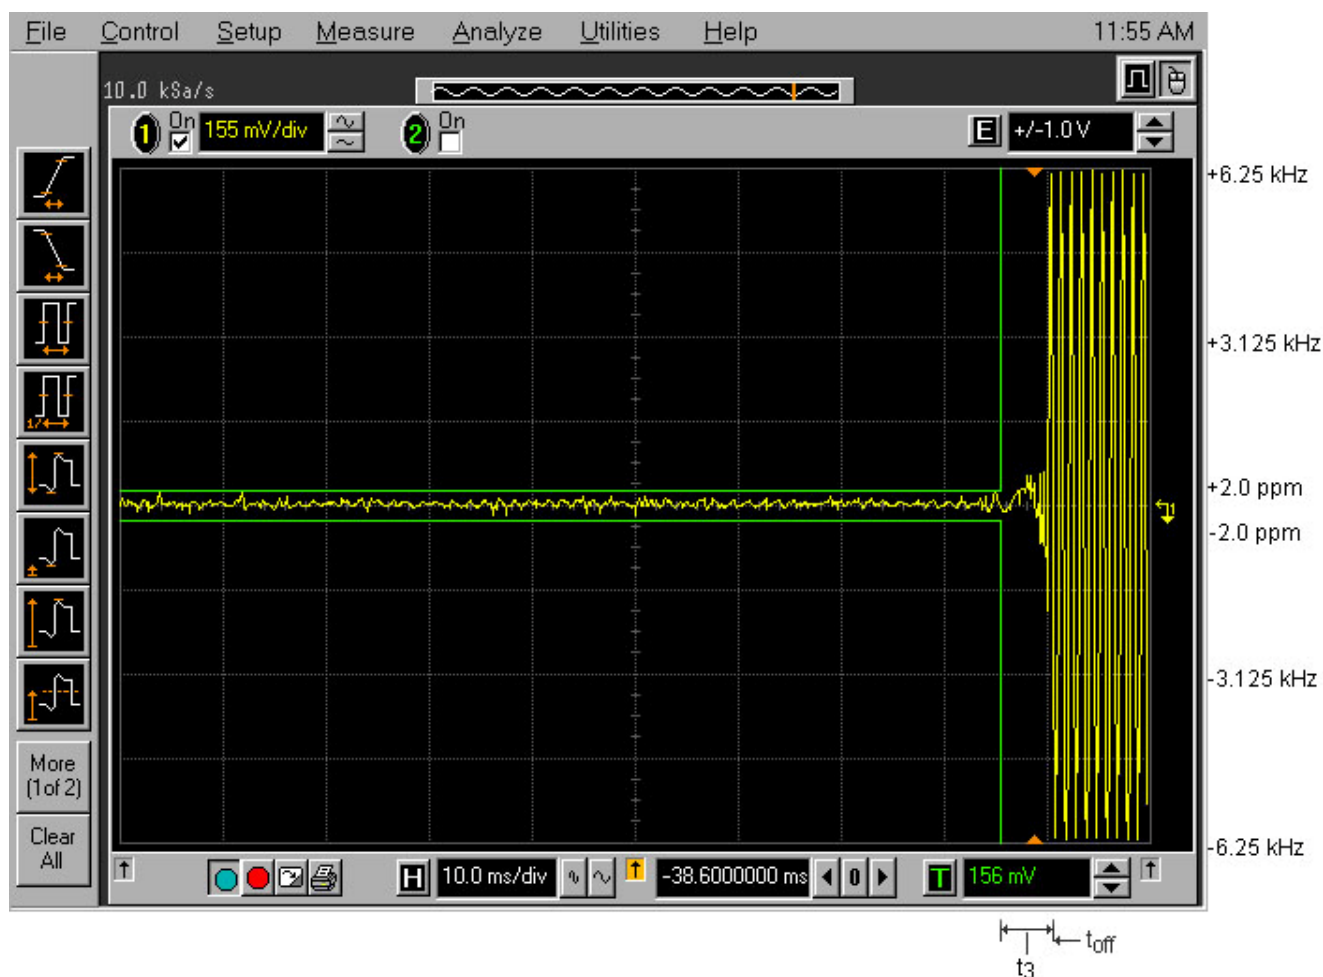 File Control Setup Measure Analyze Utilities Help 11:55 AM
10.0 kSa/s
1 On 155 mV/div 2 On E +/-1.0 V
+6.25 kHz
+3.125 kHz
1/
+2.0 ppm
1
-2.0 ppm
-3.125 kHz
More
(1of 2)
Clear
All
-6.25 kHz
H 10.0 ms/div -38.6000000 ms 0 T 156 mV
toff
t3